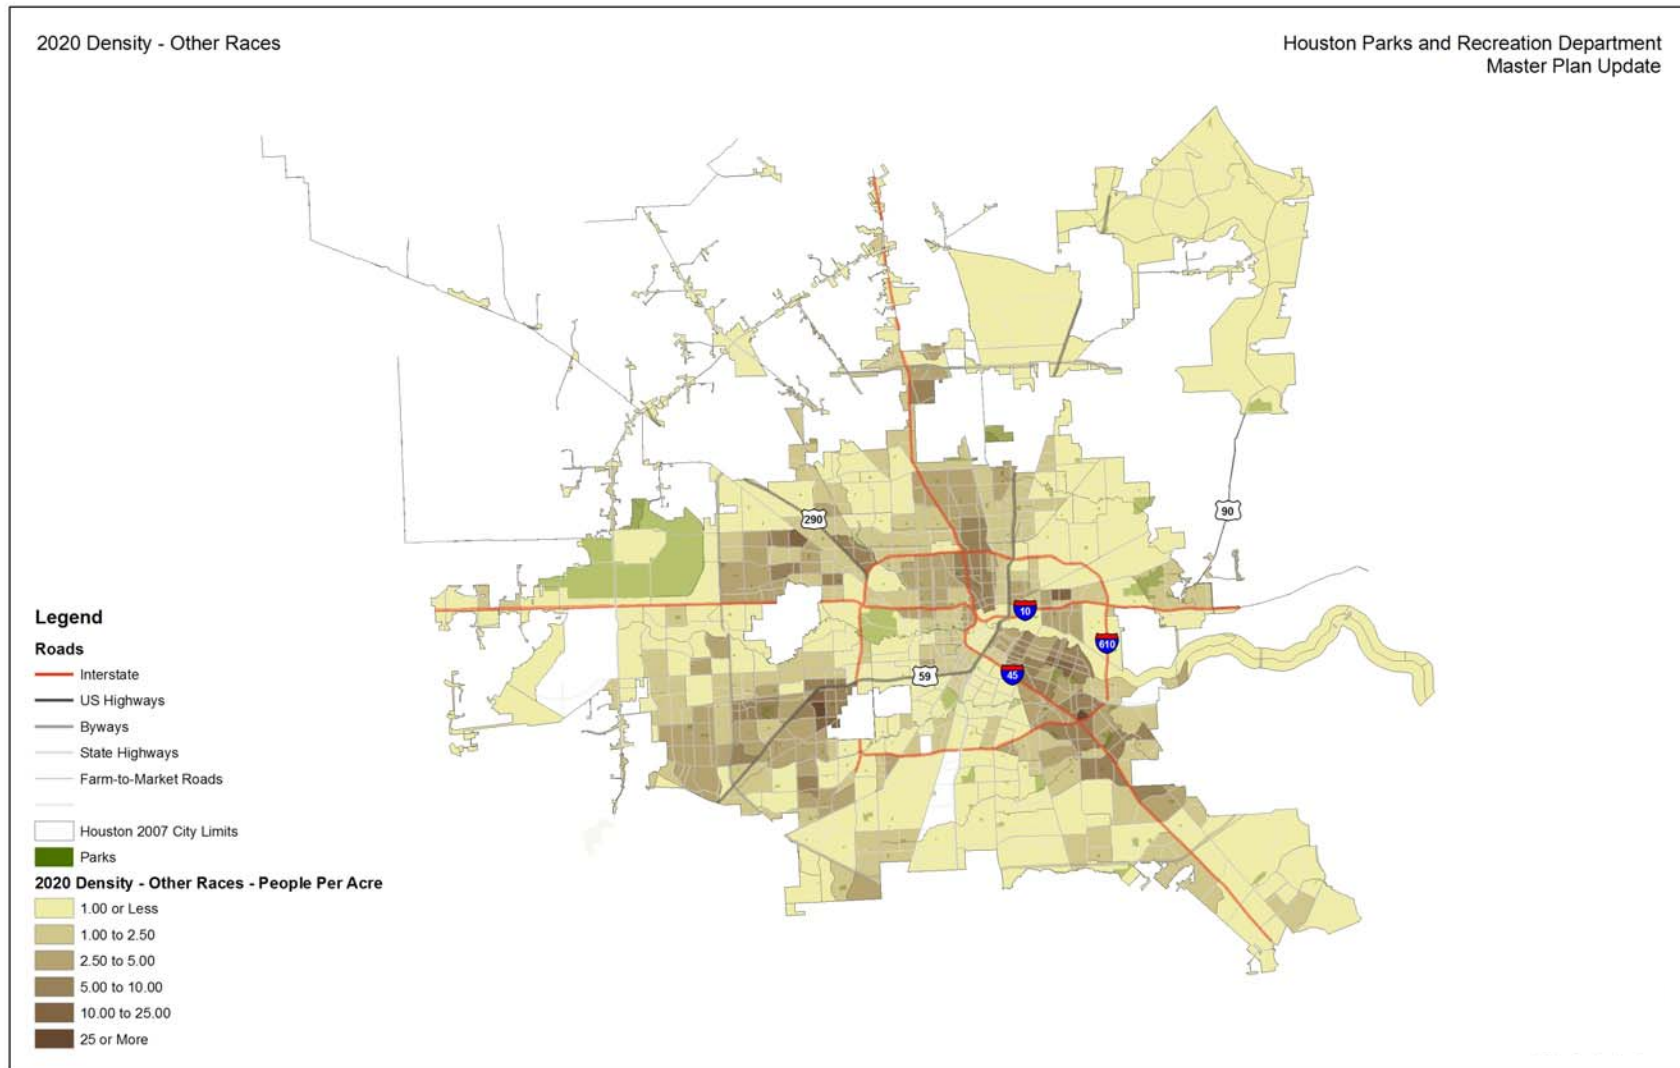 2020 Density - Other Races
Houston Parks and Recreation Department
Master Plan Update
290
90
10
610
59
45
Legend
Roads
Interstate
US Highways
Byways
State Highways
Farm-to-Market Roads
Houston 2007 City Limits
Parks
2020 Density - Other Races - People Per Acre
1.00 or Less
1.00 to 2.50
2.50 to 5.00
5.00 to 10.00
10.00 to 25.00
25 or More